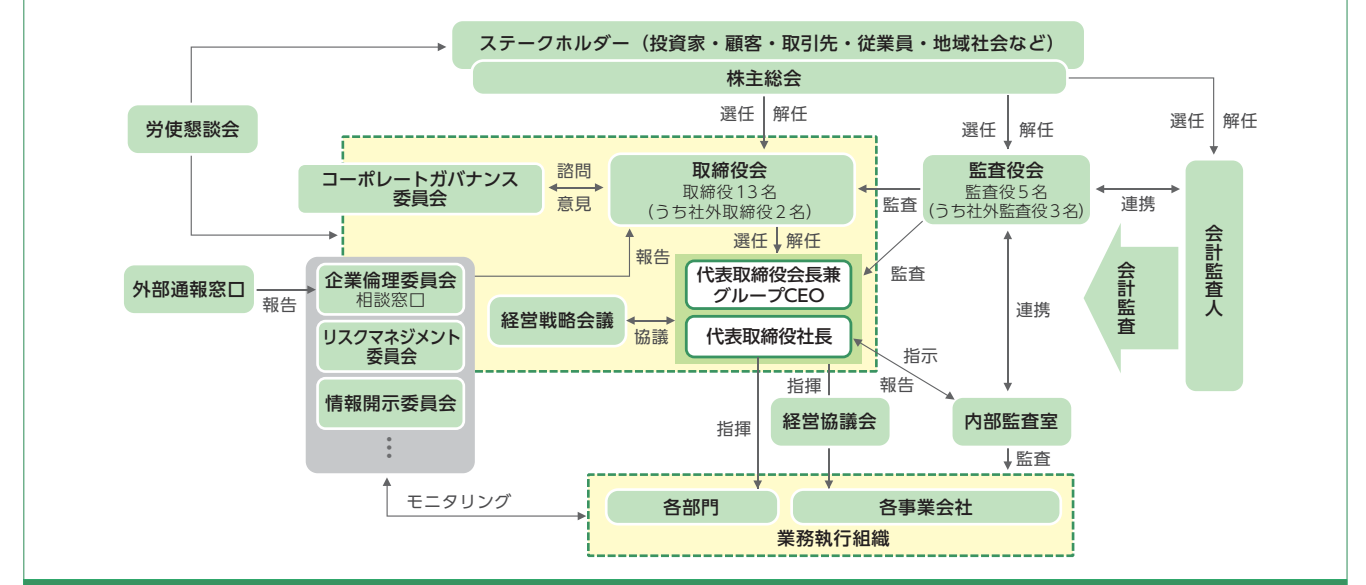 ステークホルダー（投資家・顧客・取引先・従業員・地域社会など）
株主総会
労使懇談会
選任
解任
選任
解任
選任
解任
コーポレートガバナンス
委員会
諮問
意見
取締役会
取締役13名
（うち社外取締役2名）
監査
監査役会
監査役5名
（うち社外監査役3名）
連携
会計監査人
選任
解任
報告
監査
会計監査
外部通報窓口
報告
企業倫理委員会
相談窓口
リスクマネジメント
委員会
情報開示委員会
⋮
経営戦略会議
協議
代表取締役会長兼
グループCEO
代表取締役社長
連携
指示
報告
指揮
指揮
経営協議会
内部監査室
監査
モニタリング
各部門
各事業会社
業務執行組織